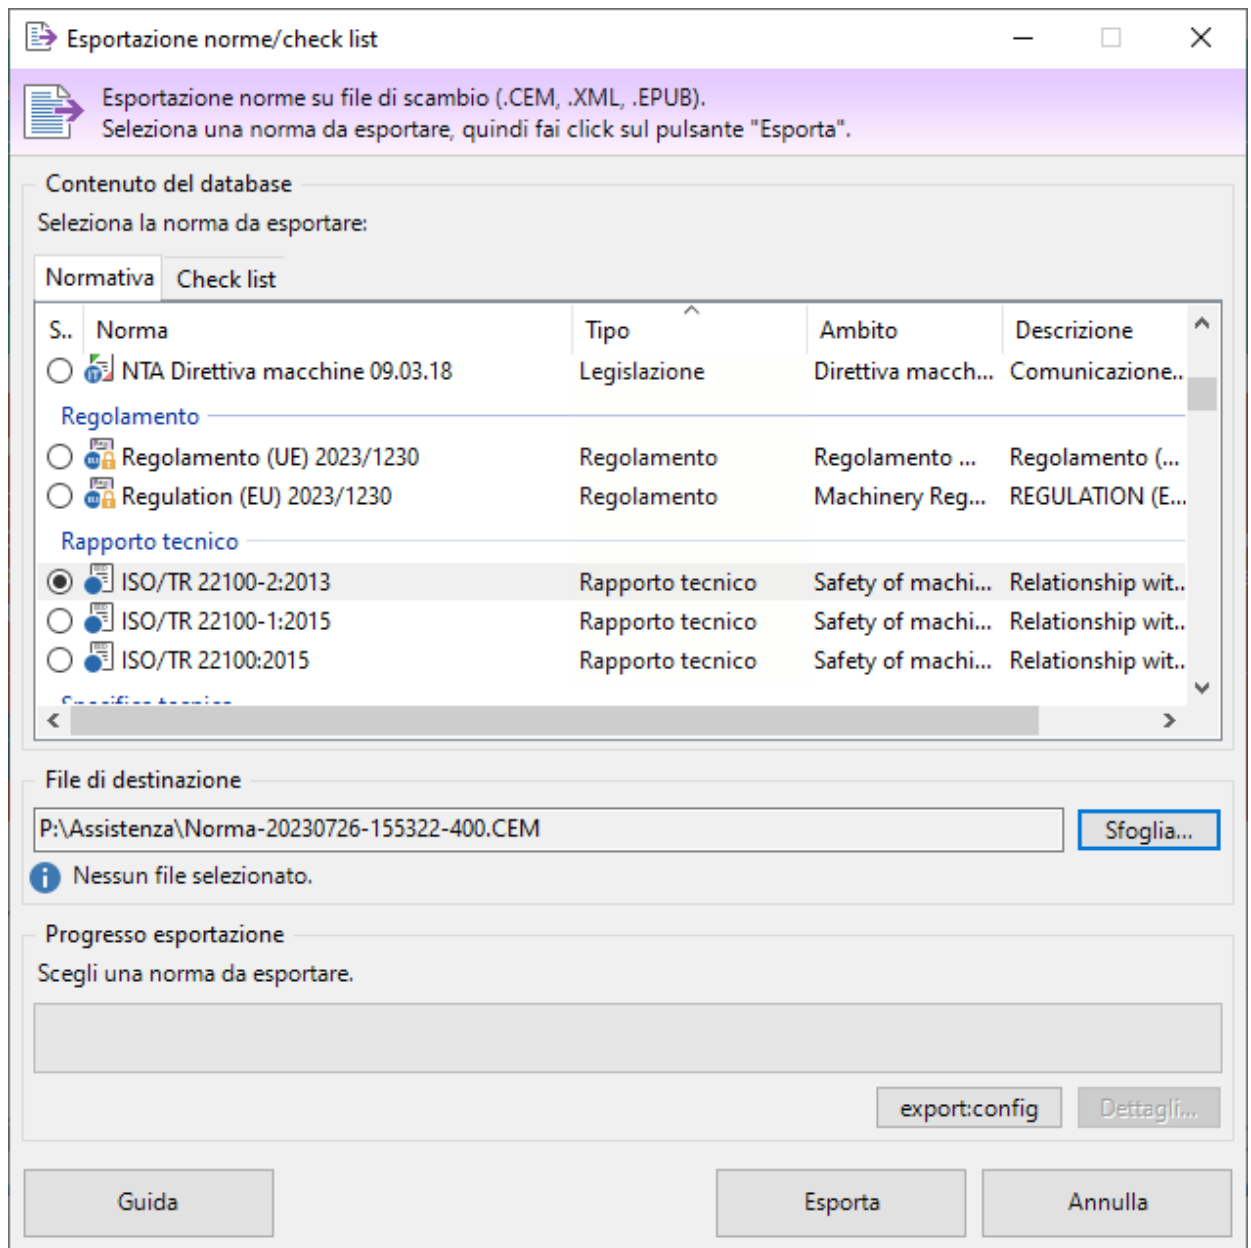 Esportazione norme/check list
Esportazione norme su file di scambio (.CEM, .XML, .EPUB).
Seleziona una norma da esportare, quindi fai click sul pulsante "Esporta".
Contenuto del database
Seleziona la norma da esportare:
Normativa Check list
S.. Norma Tipo Ambito Descrizione
NTA Direttiva macchine 09.03.18 Legislazione Direttiva macch... Comunicazione...
Regolamento
Regolamento (UE) 2023/1230 Regolamento Regolamento ... Regolamento (...
Regulation (EU) 2023/1230 Regolamento Machinery Reg... REGULATION (E...
Rapporto tecnico
ISO/TR 22100-2:2013 Rapporto tecnico Safety of machi... Relationship wit...
ISO/TR 22100-1:2015 Rapporto tecnico Safety of machi... Relationship wit...
ISO/TR 22100:2015 Rapporto tecnico Safety of machi... Relationship wit...
Specifica tecnica
File di destinazione
P:\Assistenza\Norma-20230726-155322-400.CEM Sfoglia...
Nessun file selezionato.
Progresso esportazione
Scegli una norma da esportare.
export:config Dettagli...
Guida Esporta Annulla